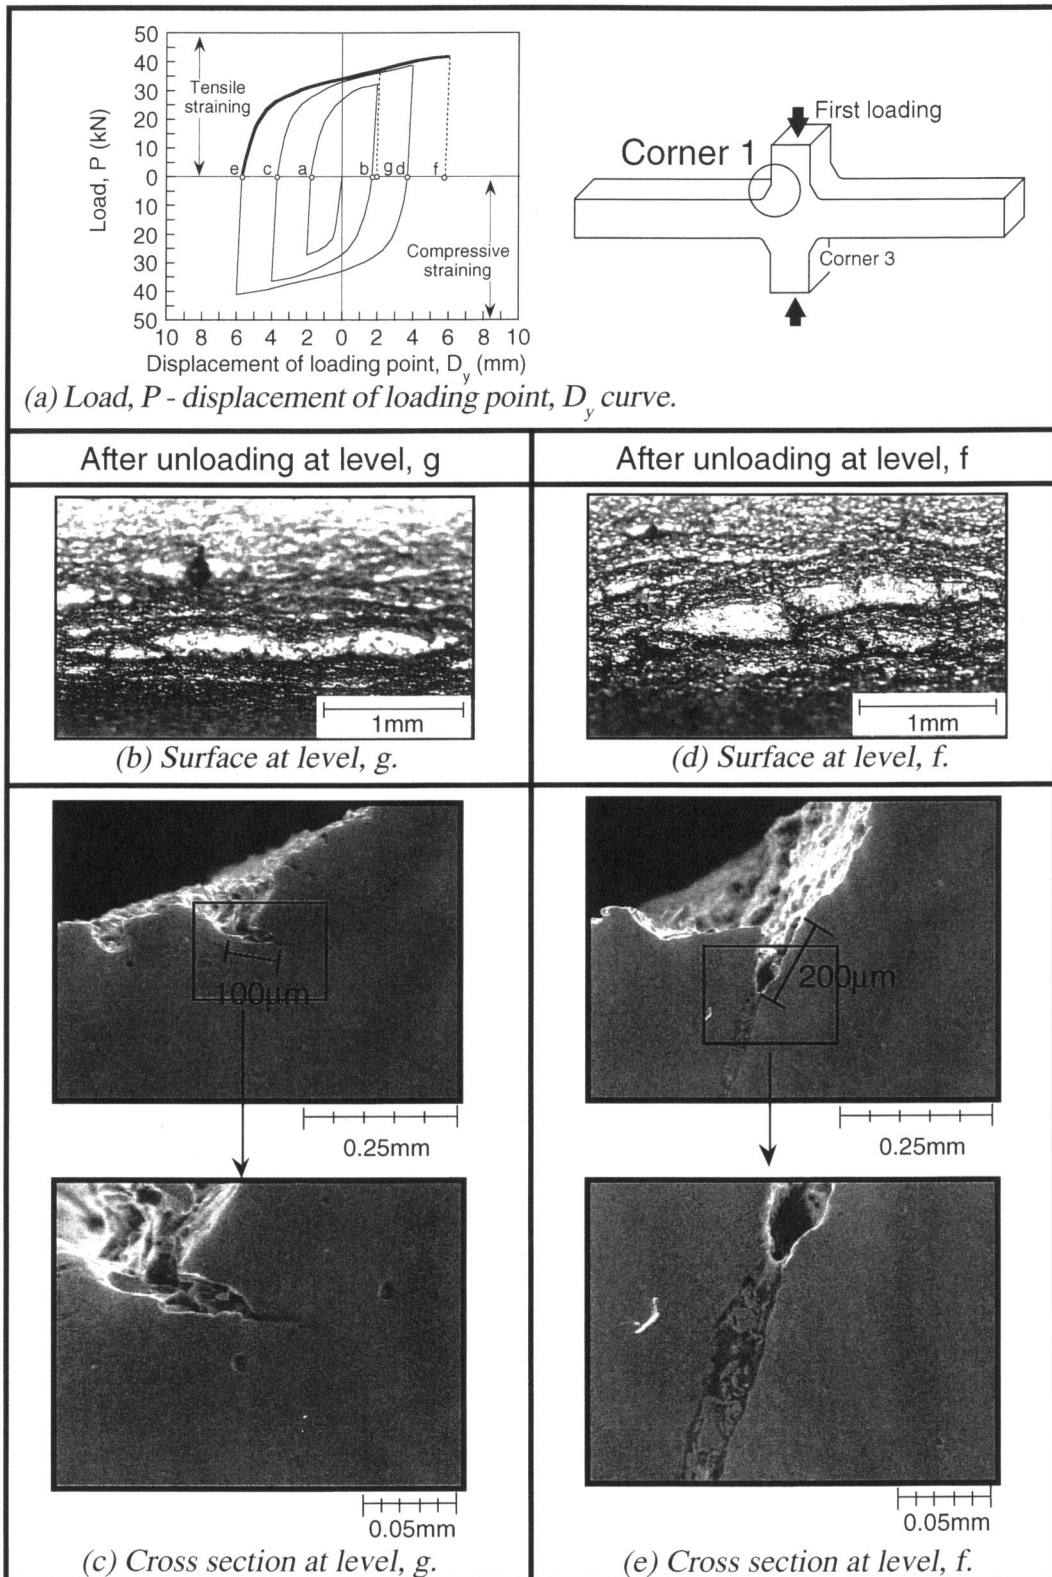 50
40
30
20
10
0
10
20
30
40
50
Load, P (kN)
Tensile
straining
Compressive
straining
e c a b g d f
10 8 6 4 2 0 2 4 6 8 10
Displacement of loading point, Dy (mm)
First loading
Corner 1
Corner 3
(a) Load, P - displacement of loading point, Dy curve.
After unloading at level, g
After unloading at level, f
1mm
(b) Surface at level, g.
1mm
(d) Surface at level, f.
100µm
0.25mm
200µm
0.25mm
0.05mm
(c) Cross section at level, g.
0.05mm
(e) Cross section at level, f.